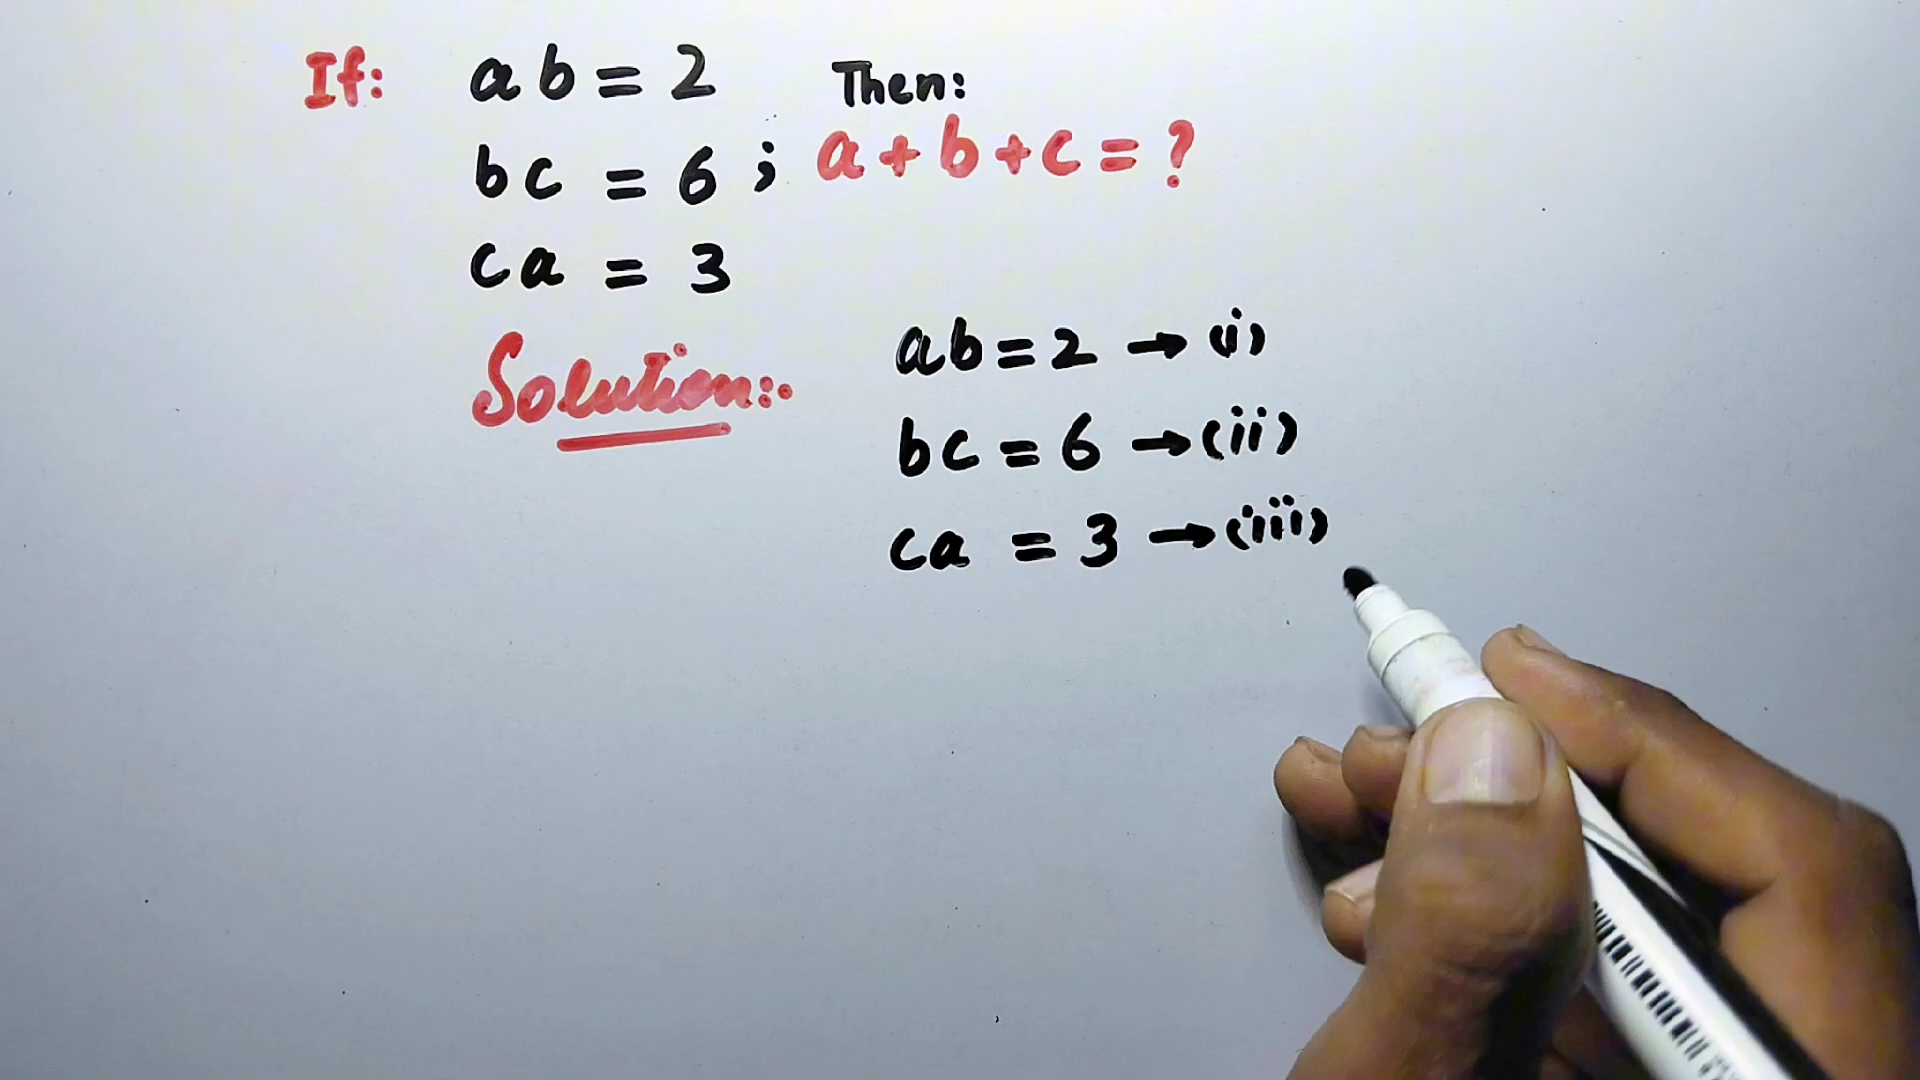 If: ab = 2 Then:
bc = 6 ; a + b + c = ?
ca = 3
Solution:-
ab = 2 → (i)
bc = 6 → (ii)
ca = 3 → (iii)